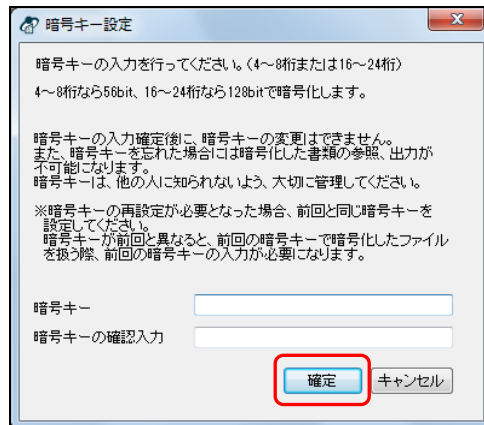 暗号キー設定
暗号キーの入力を行ってください。(4～8桁または16～24桁)
4～8桁なら56bit、16～24桁なら128bitで暗号化します。
暗号キーの入力確定後に、暗号キーの変更はできません。
また、暗号キーを忘れた場合には暗号化した書類の参照、出力が
不可能になります。
暗号キーは、他の人に知られないよう、大切に管理してください。
※暗号キーの再設定が必要となった場合、前回と同じ暗号キーを
設定してください。
暗号キーが前回と異なると、前回の暗号キーで暗号化したファイル
を扱う際、前回の暗号キーの入力が必要になります。
暗号キー
暗号キーの確認入力
確定
キャンセル